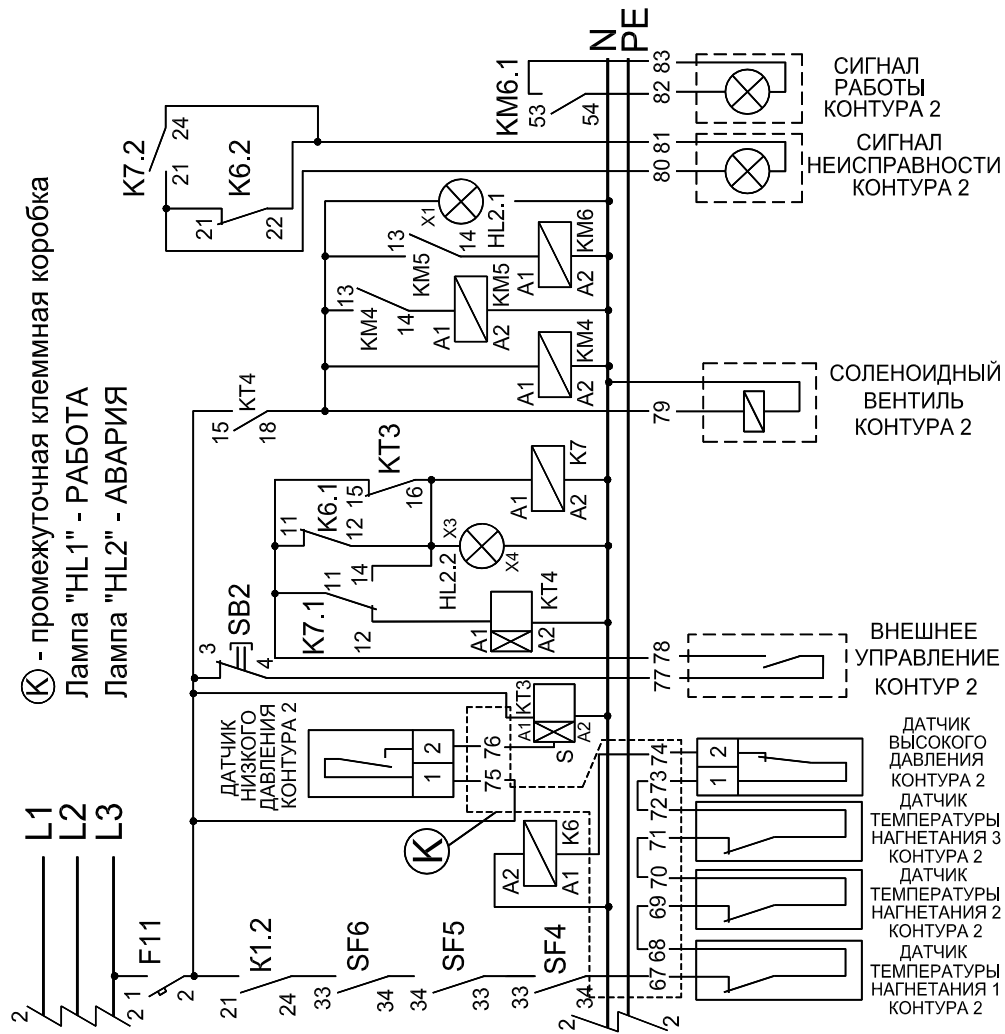 K - промежуточная клеммная коробка
Лампа "HL1" - РАБОТА
Лампа "HL2" - АВАРИЯ
L1
L2
L3
2
1
F11
2
K1.2
21
24
SF6
33
34
SF5
34
33
SF4
33
34
2
2
K
A2
K6
A1
ДАТЧИК
НИЗКОГО
ДАВЛЕНИЯ
КОНТУРА 2
1
2
75
76
A1
KT3
S
A2
3
SB2
4
K7.1
11
12
14
11
K6.1
12
15
KT3
16
A1
KT4
A2
HL2.2
X3
X4
A1
K7
A2
15
KT4
18
A1
KM4
A2
13
KM4
14
A1
KM5
A2
13
KM5
14
A1
KM6
A2
X1
HL2.1
K7.2
21
24
K6.2
21
22
KM6.1
53
54
N
PE
67
68
69
70
71
72
73
74
77
78
79
80
81
82
83
СИГНАЛ
РАБОТЫ
КОНТУРА 2
СИГНАЛ
НЕИСПРАВНОСТИ
КОНТУРА 2
СОЛЕНОИДНЫЙ
ВЕНТИЛЬ
КОНТУРА 2
ВНЕШНЕЕ
УПРАВЛЕНИЕ
КОНТУР 2
1
2
ДАТЧИК
ВЫСОКОГО
ДАВЛЕНИЯ
КОНТУРА 2
ДАТЧИК
ТЕМПЕРАТУРЫ
НАГНЕТАНИЯ 3
КОНТУРА 2
ДАТЧИК
ТЕМПЕРАТУРЫ
НАГНЕТАНИЯ 2
КОНТУРА 2
ДАТЧИК
ТЕМПЕРАТУРЫ
НАГНЕТАНИЯ 1
КОНТУРА 2